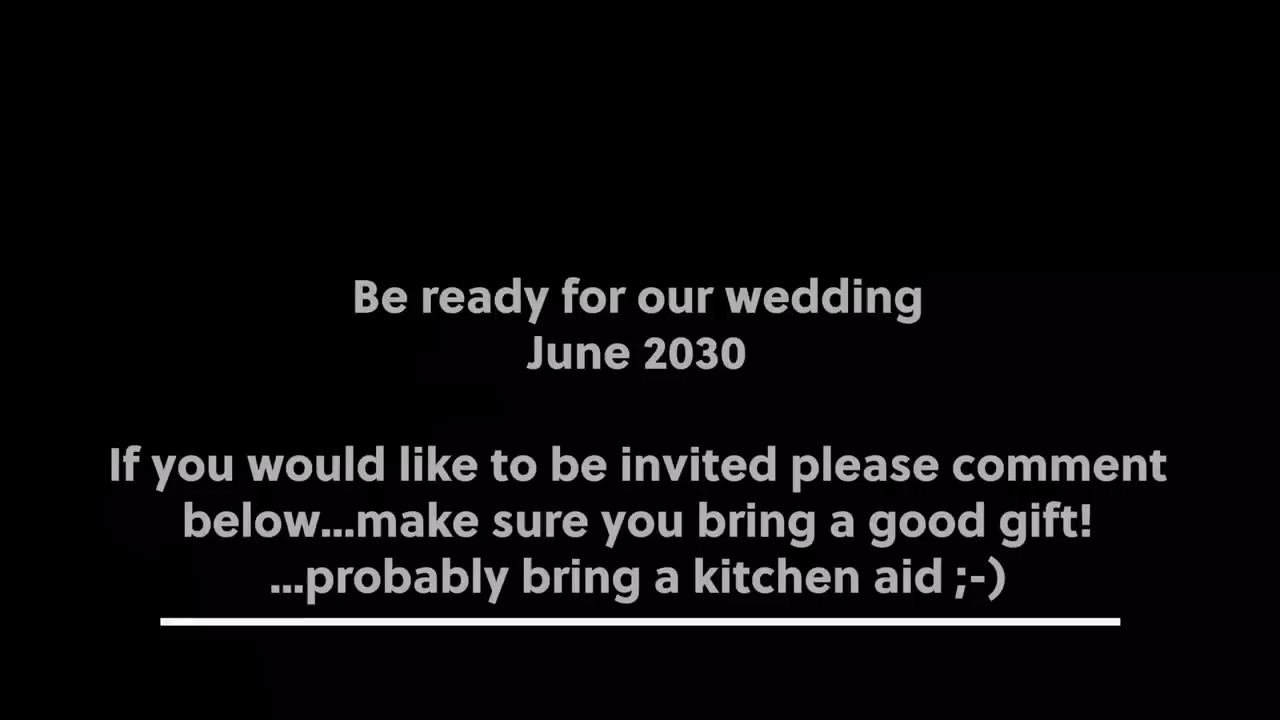 Be ready for our wedding
June 2030
If you would like to be invited please comment
below...make sure you bring a good gift!
...probably bring a kitchen aid ;-)